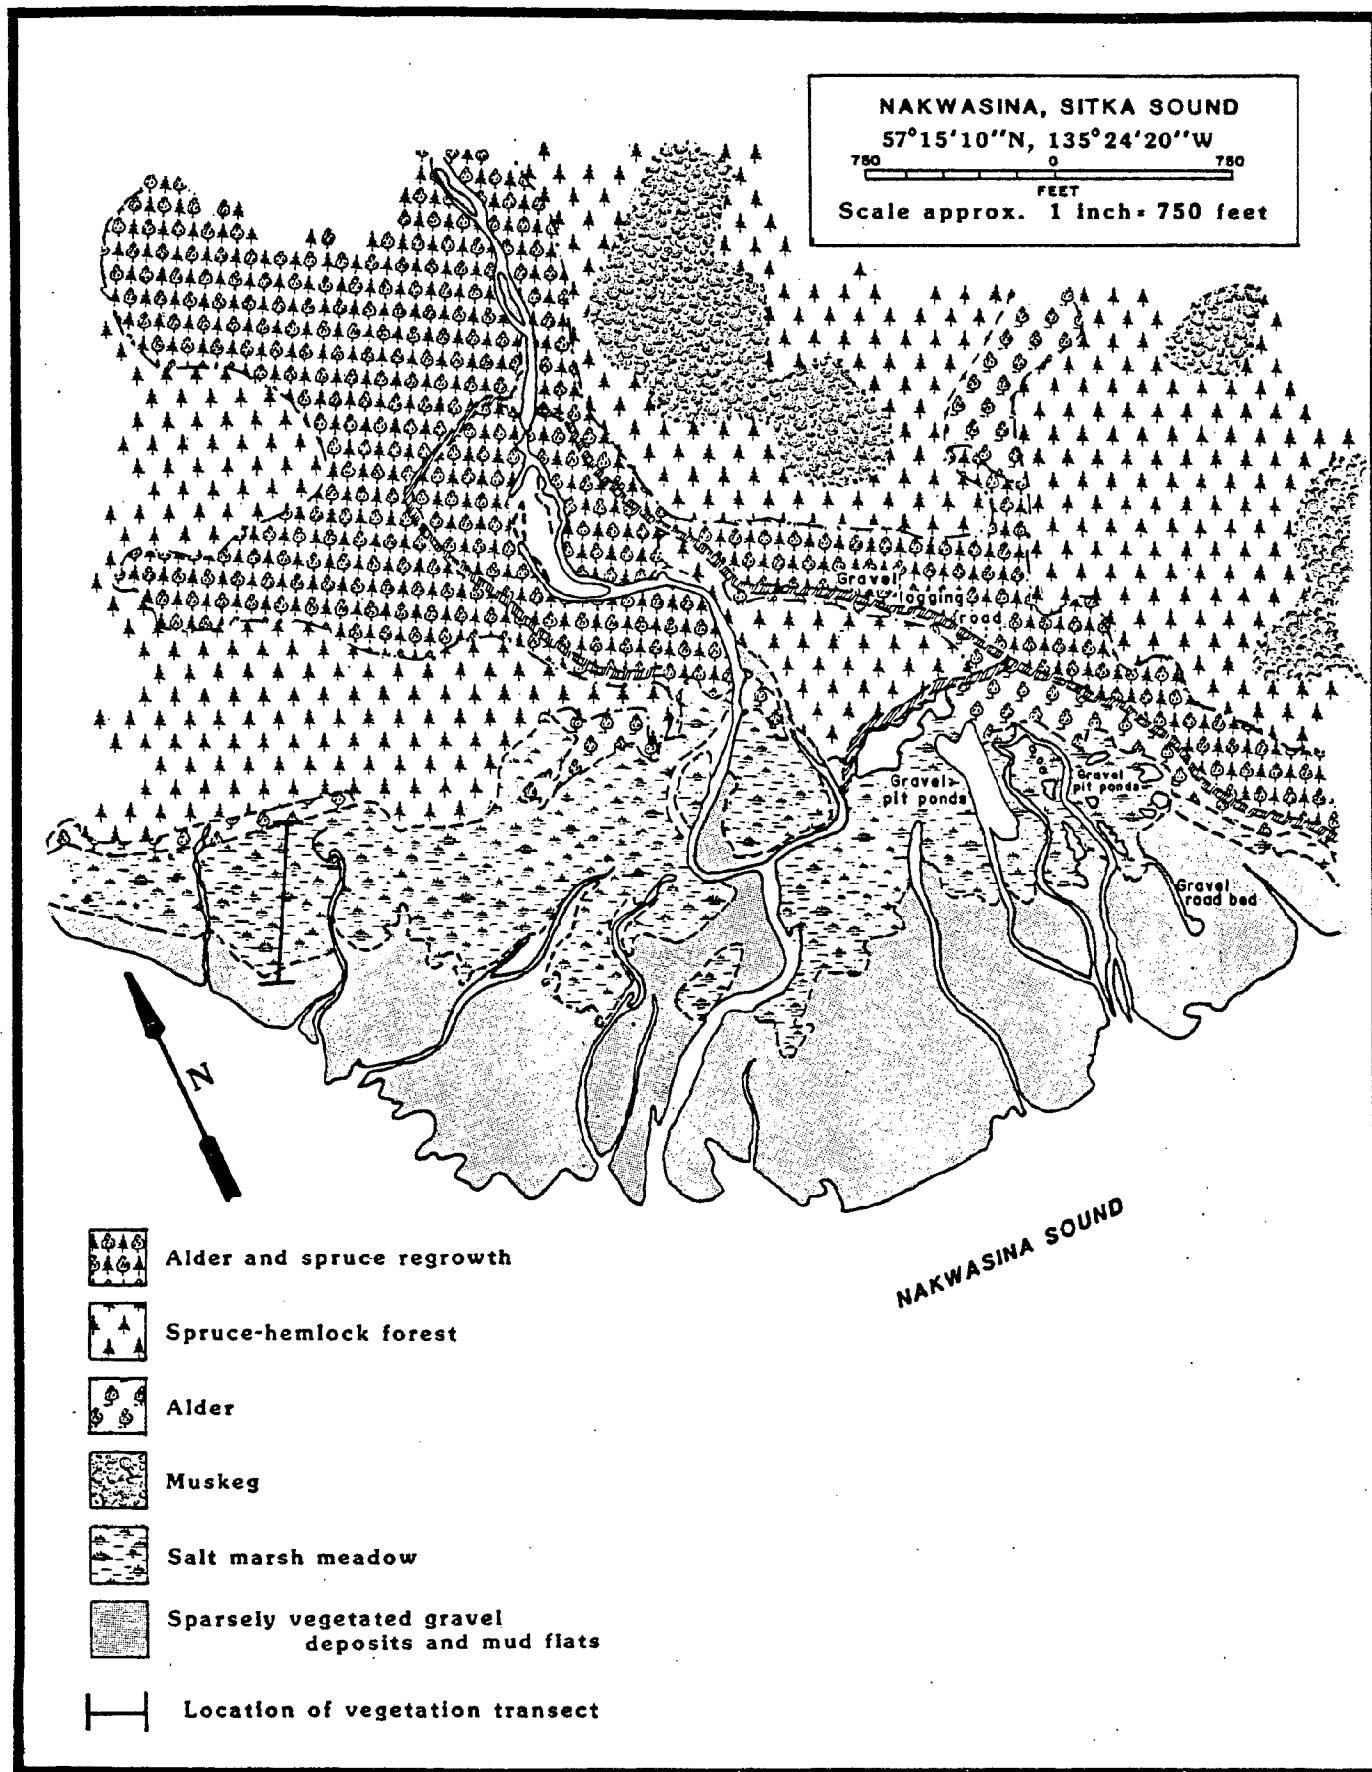 NAKWASINA, SITKA SOUND
57°15'10"N, 135°24'20"W
750 0 750
FEET
Scale approx. 1 inch = 750 feet
Gravel
logging
road
Gravel
pit ponds
Gravel
pit ponds
Gravel
road bed
N
NAKWASINA SOUND
Alder and spruce regrowth
Spruce-hemlock forest
Alder
Muskeg
Salt marsh meadow
Sparsely vegetated gravel
deposits and mud flats
Location of vegetation transect